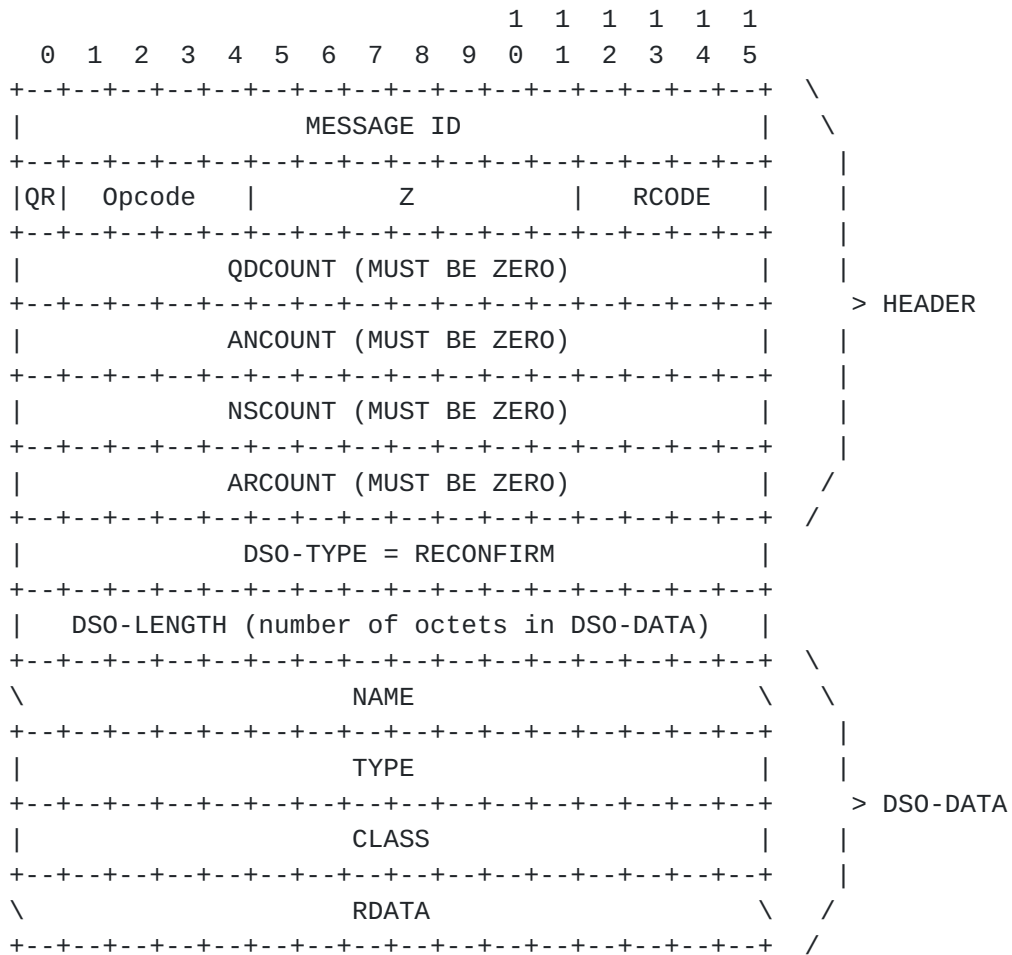 1  1  1  1  1  1
  0  1  2  3  4  5  6  7  8  9  0  1  2  3  4  5
+--+--+--+--+--+--+--+--+--+--+--+--+--+--+--+--+  \
|                  MESSAGE ID                   |   \
+--+--+--+--+--+--+--+--+--+--+--+--+--+--+--+--+    |
|QR|  Opcode   |         Z          |   RCODE   |    |
+--+--+--+--+--+--+--+--+--+--+--+--+--+--+--+--+    |
|             QDCOUNT (MUST BE ZERO)            |    |
+--+--+--+--+--+--+--+--+--+--+--+--+--+--+--+--+     > HEADER
|             ANCOUNT (MUST BE ZERO)            |    |
+--+--+--+--+--+--+--+--+--+--+--+--+--+--+--+--+    |
|             NSCOUNT (MUST BE ZERO)            |    |
+--+--+--+--+--+--+--+--+--+--+--+--+--+--+--+--+    |
|             ARCOUNT (MUST BE ZERO)            |   /
+--+--+--+--+--+--+--+--+--+--+--+--+--+--+--+--+  /
|              DSO-TYPE = RECONFIRM             |
+--+--+--+--+--+--+--+--+--+--+--+--+--+--+--+--+
|   DSO-LENGTH (number of octets in DSO-DATA)   |
+--+--+--+--+--+--+--+--+--+--+--+--+--+--+--+--+  \
\                     NAME                      \   \
+--+--+--+--+--+--+--+--+--+--+--+--+--+--+--+--+    |
|                     TYPE                      |    |
+--+--+--+--+--+--+--+--+--+--+--+--+--+--+--+--+     > DSO-DATA
|                     CLASS                     |    |
+--+--+--+--+--+--+--+--+--+--+--+--+--+--+--+--+    |
\                     RDATA                     \   /
+--+--+--+--+--+--+--+--+--+--+--+--+--+--+--+--+  /